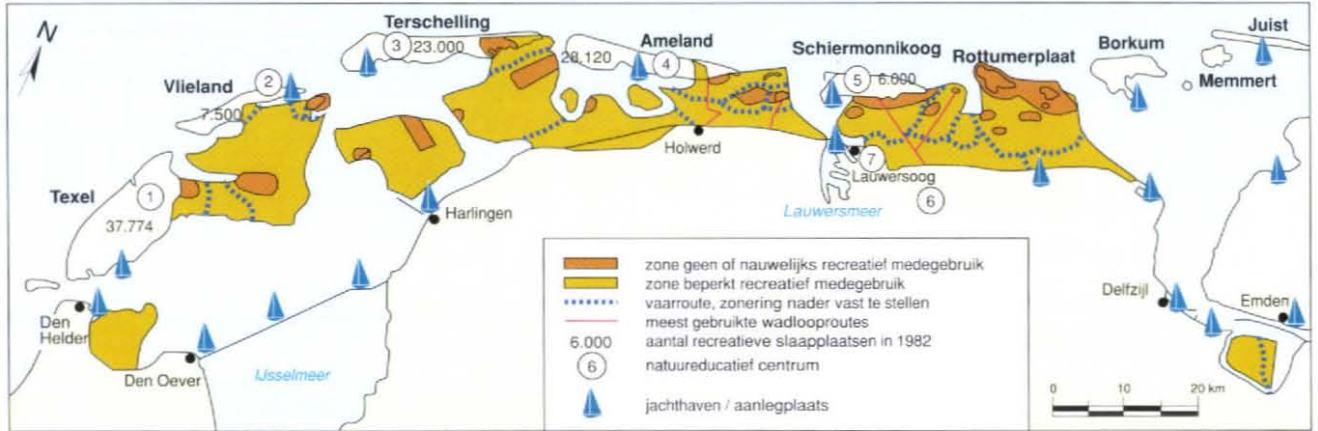 N
Terschelling
3
23.000
28.120
Ameland
4
Schiermonnikoog
5
6.000
Rottumerplaat
Borkum
Juist
Memmert
Vlieland
2
7.500
Texel
1
37.774
Holwerd
7
Lauwersoog
6
Lauwersmeer
Harlingen
Den
Helder
Den Oever
IJsselmeer
Delfzijl
Emden
zone geen of nauwelijks recreatief medegebruik
zone beperkt recreatief medegebruik
vaarroute, zonering nader vast te stellen
meest gebruikte wadlooproutes
6.000 aantal recreatieve slaapplaatsen in 1982
6 natuureducatief centrum
jachthaven / aanlegplaats
0 10 20 km